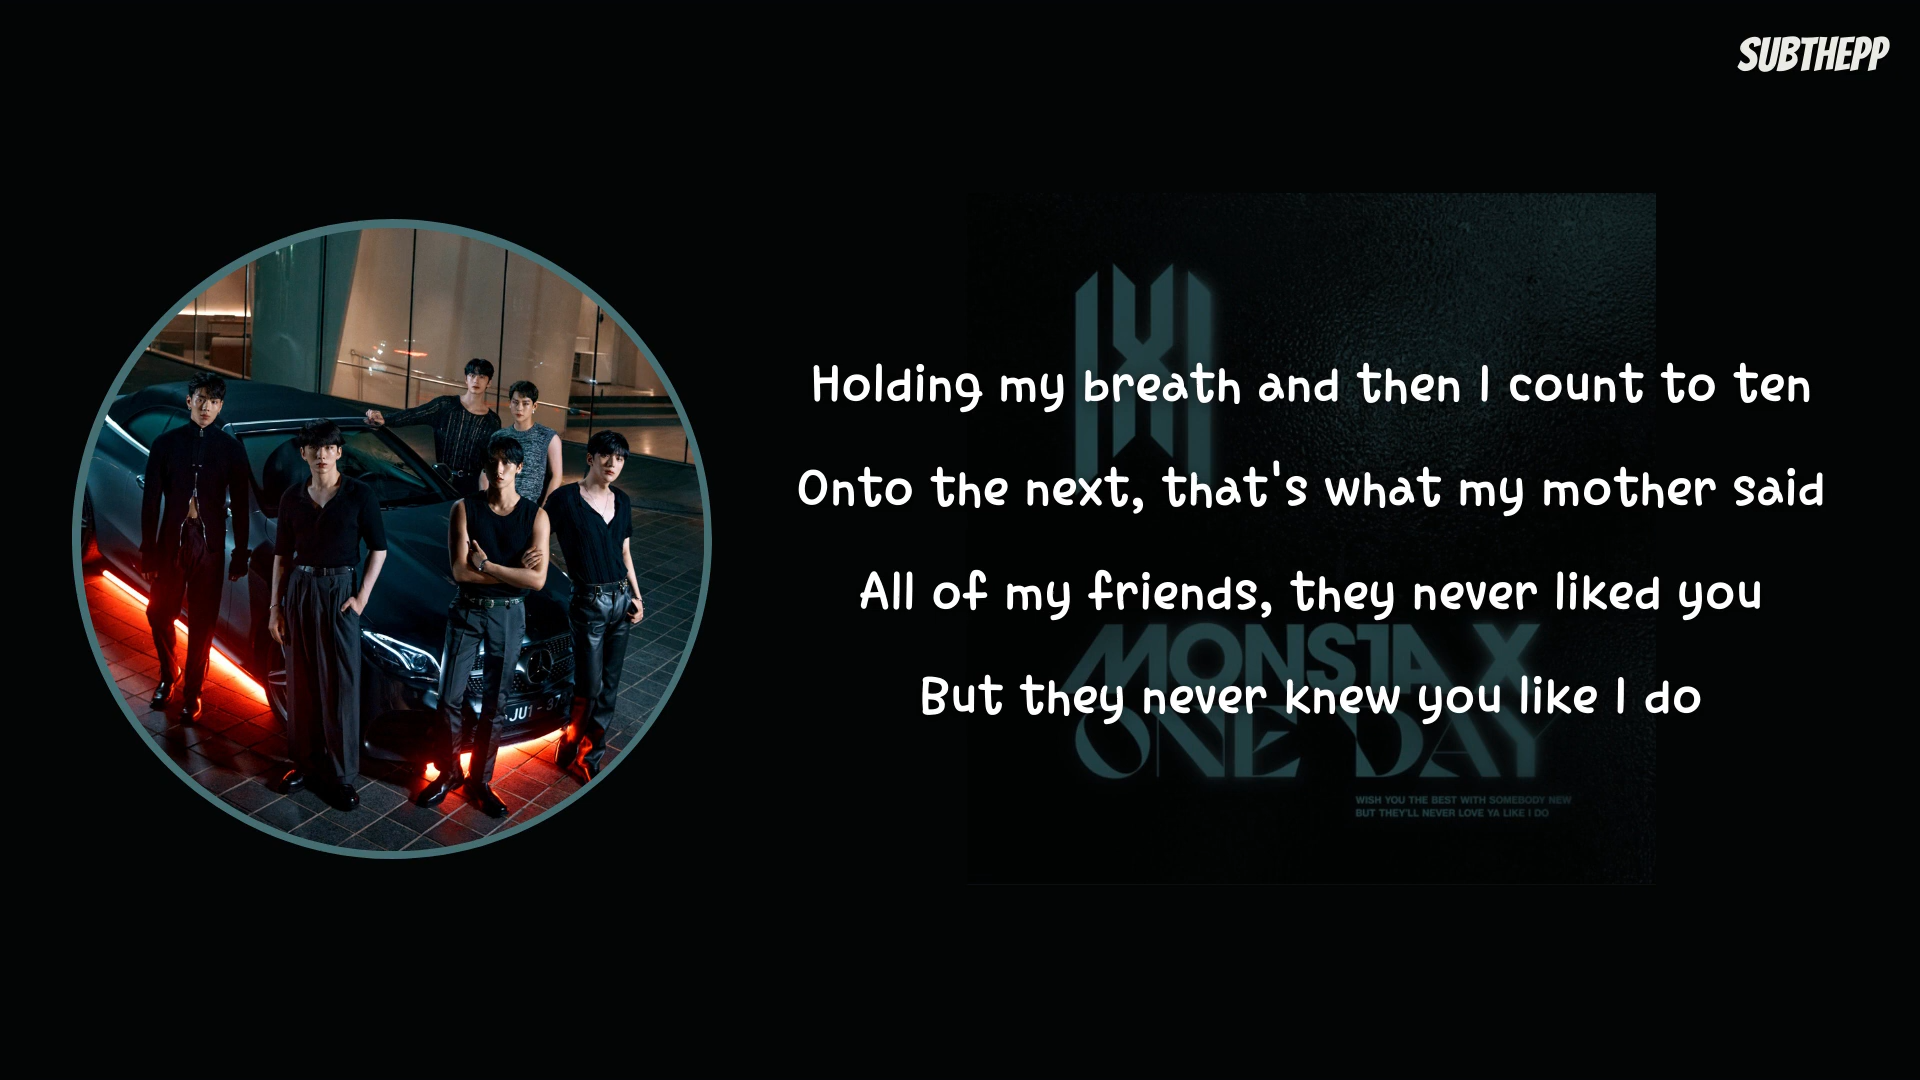 SUBTHEPP
Holding my breath and then I count to ten
Onto the next, that's what my mother said
All of my friends, they never liked you
But they never knew you like I do
MONSTA X
ONE DAY
WISH YOU THE BEST WITH SOMEBODY NEW
BUT THEY'LL NEVER LOVE YA LIKE I DO